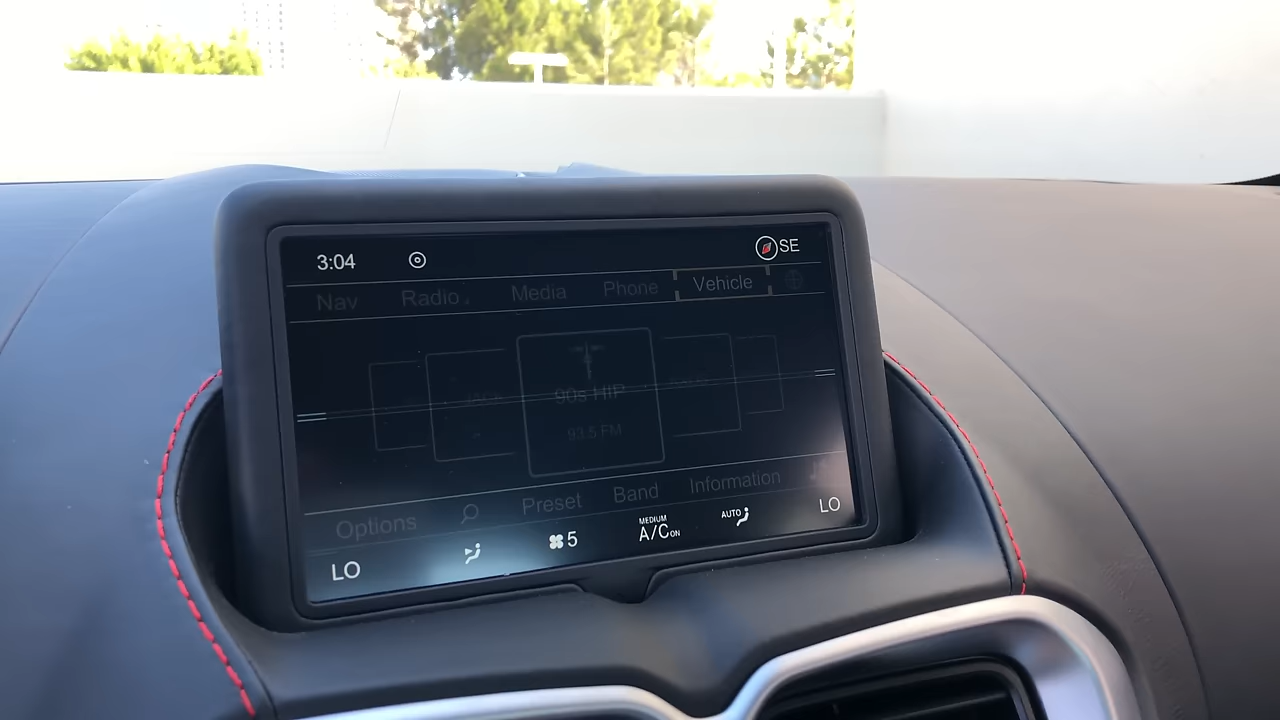 3:04 SE
Nav Radio Media Phone Vehicle
90s HIP
93.5 FM
Options Preset Band Information
LO 5 MEDIUM A/C ON AUTO LO